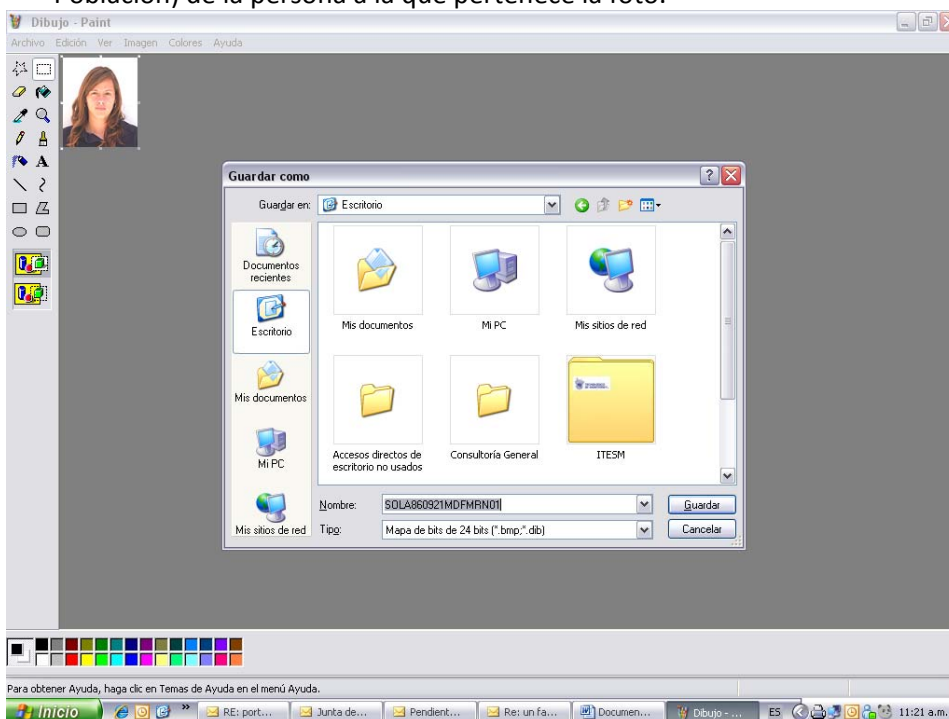 Población) de la persona a la que pertenece la foto.
Dibujo - Paint
Archivo Edición Ver Imagen Colores Ayuda
Guardar como
Guardar en: Escritorio
Documentos recientes
Escritorio
Mis documentos
Mi PC
Mis sitios de red
Mis documentos
Mi PC
Mis sitios de red
Accesos directos de escritorio no usados
Consultoría General
ITESM
Nombre: SOLA860921MDFMRN01
Guardar
Tipo: Mapa de bits de 24 bits (*.bmp;*.dib)
Cancelar
Para obtener Ayuda, haga clic en Temas de Ayuda en el menú Ayuda.
Inicio
RE: port...
Junta de...
Pendient...
Re: un fa...
Documen...
Dibujo - ...
ES
11:21 a.m.